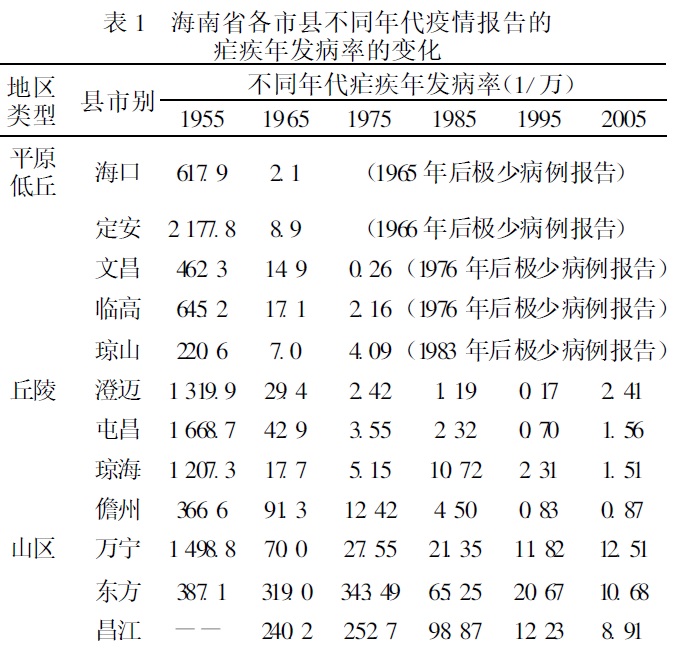 表 1 海南省各市县不同年代疫情报告的
疟疾年发病率的变化
地区类型 县市别 不同年代疟疾年发病率(1/万)
1955 1965 1975 1985 1995 2005
平原低丘 海口 617.9 2.1 (1965 年后极少病例报告)
定安 2 177.8 8.9 (1966 年后极少病例报告)
文昌 462.3 14.9 0.26 (1976 年后极少病例报告)
临高 645.2 17.1 2.16 (1976 年后极少病例报告)
琼山 220.6 7.0 4.09 (1983 年后极少病例报告)
丘陵 澄迈 1 319.9 29.4 2.42 1.19 0.17 2.41
屯昌 1 668.7 42.9 3.55 2.32 0.70 1.56
琼海 1 207.3 17.7 5.15 10.72 2.31 1.51
儋州 366.6 91.3 12.42 4.50 0.83 0.87
山区 万宁 1 498.8 70.0 27.55 21.35 11.82 12.51
东方 387.1 319.0 343.49 65.25 20.67 10.68
昌江 —— 240.2 252.7 98.87 12.23 8.91